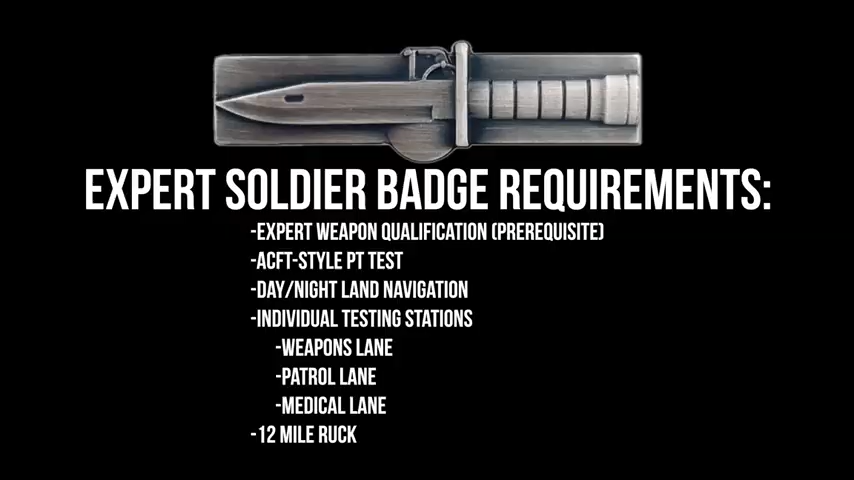 EXPERT SOLDIER BADGE REQUIREMENTS:
-EXPERT WEAPON QUALIFICATION (PREREQUISITE)
-ACFT-STYLE PT TEST
-DAY/NIGHT LAND NAVIGATION
-INDIVIDUAL TESTING STATIONS
-WEAPONS LANE
-PATROL LANE
-MEDICAL LANE
-12 MILE RUCK